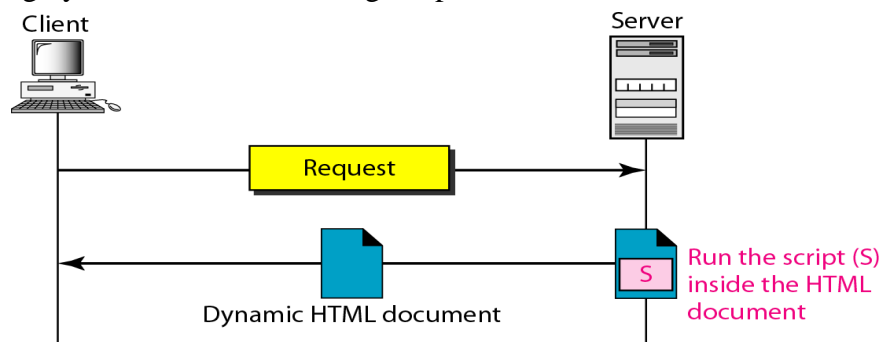 Client
Server
Request
S
Run the script (S)
inside the HTML
document
Dynamic HTML document